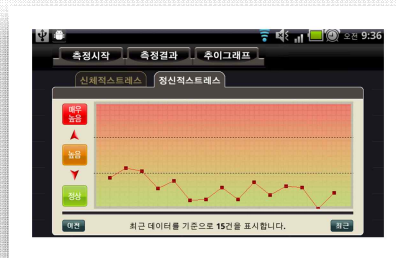 오전 9:36
측정시작 측정결과 추이그래프
신체적스트레스 정신적스트레스
매우
높음
높음
정상
이전 최근 데이터를 기준으로 15건을 표시합니다. 최근